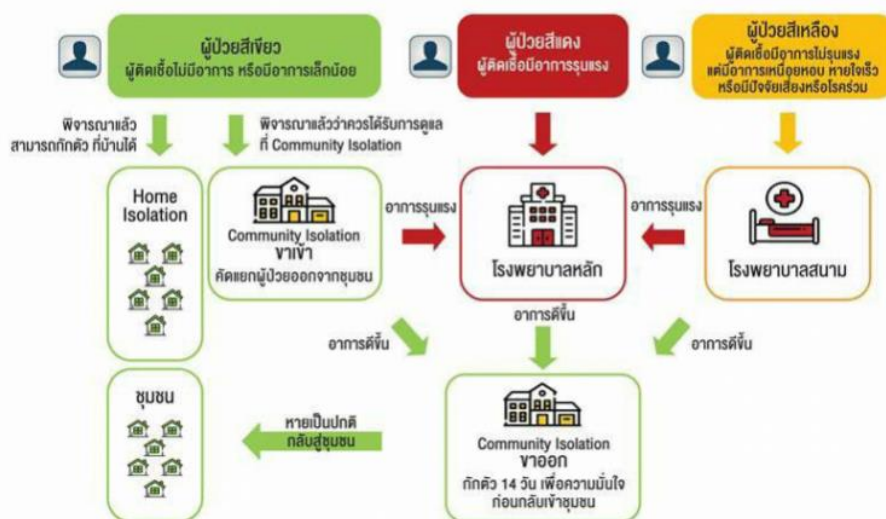 ผู้ป่วยสีเขียว
ผู้ติดเชื้อไม่มีอาการ หรือมีอาการเล็กน้อย
ผู้ป่วยสีแดง
ผู้ติดเชื้อมีอาการรุนแรง
ผู้ป่วยสีเหลือง
ผู้ติดเชื้อมีอาการไม่รุนแรง
แต่มีอาการเหนื่อยหอบ หายใจเร็ว
หรือมีปัจจัยเสี่ยงหรือโรคร่วม
พิจารณาแล้ว
สามารถกักตัว ที่บ้านได้
พิจารณาแล้วว่าควรได้รับการดูแล
ที่ Community Isolation
Home
Isolation
Community Isolation
ขาเข้า
คัดแยกผู้ป่วยออกจากชุมชน
อาการรุนแรง
โรงพยาบาลหลัก
อาการรุนแรง
โรงพยาบาลสนาม
อาการดีขึ้น
อาการดีขึ้น
อาการดีขึ้น
ชุมชน
หายเป็นปกติ
กลับสู่ชุมชน
Community Isolation
ขาออก
กักตัว 14 วัน เพื่อความมั่นใจ
ก่อนกลับเข้าชุมชน